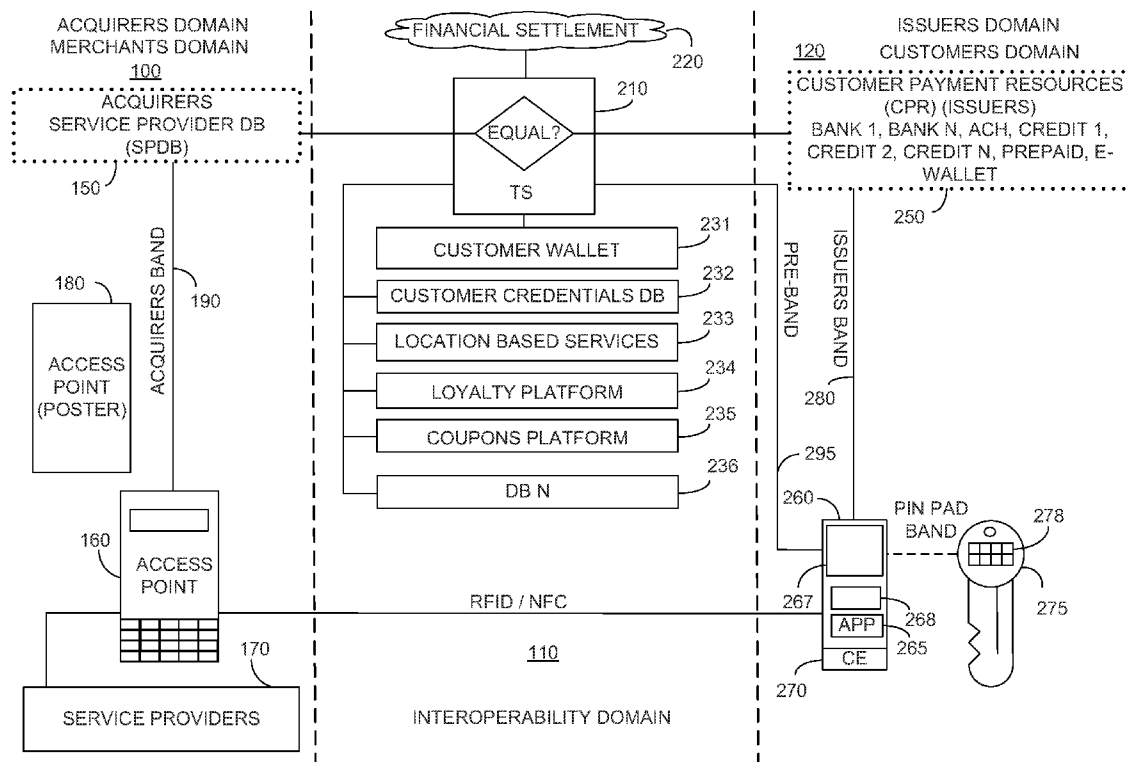 ACQUIRERS DOMAIN
MERCHANTS DOMAIN
100
ACQUIRERS
SERVICE PROVIDER DB
(SPDB)
150
ACQUIRERS BAND
190
180
ACCESS
POINT
(POSTER)
160
ACCESS
POINT
170
SERVICE PROVIDERS
FINANCIAL SETTLEMENT
220
210
EQUAL?
TS
231
CUSTOMER WALLET
232
CUSTOMER CREDENTIALS DB
233
LOCATION BASED SERVICES
234
LOYALTY PLATFORM
235
COUPONS PLATFORM
236
DB N
RFID / NFC
110
INTEROPERABILITY DOMAIN
ISSUERS DOMAIN
120 CUSTOMERS DOMAIN
CUSTOMER PAYMENT RESOURCES
(CPR) (ISSUERS)
BANK 1, BANK N, ACH, CREDIT 1,
CREDIT 2, CREDIT N, PREPAID, E-
WALLET
250
PRE-BAND
ISSUERS BAND
280
295
260
PIN PAD
BAND
278
275
267
268
APP
265
CE
270